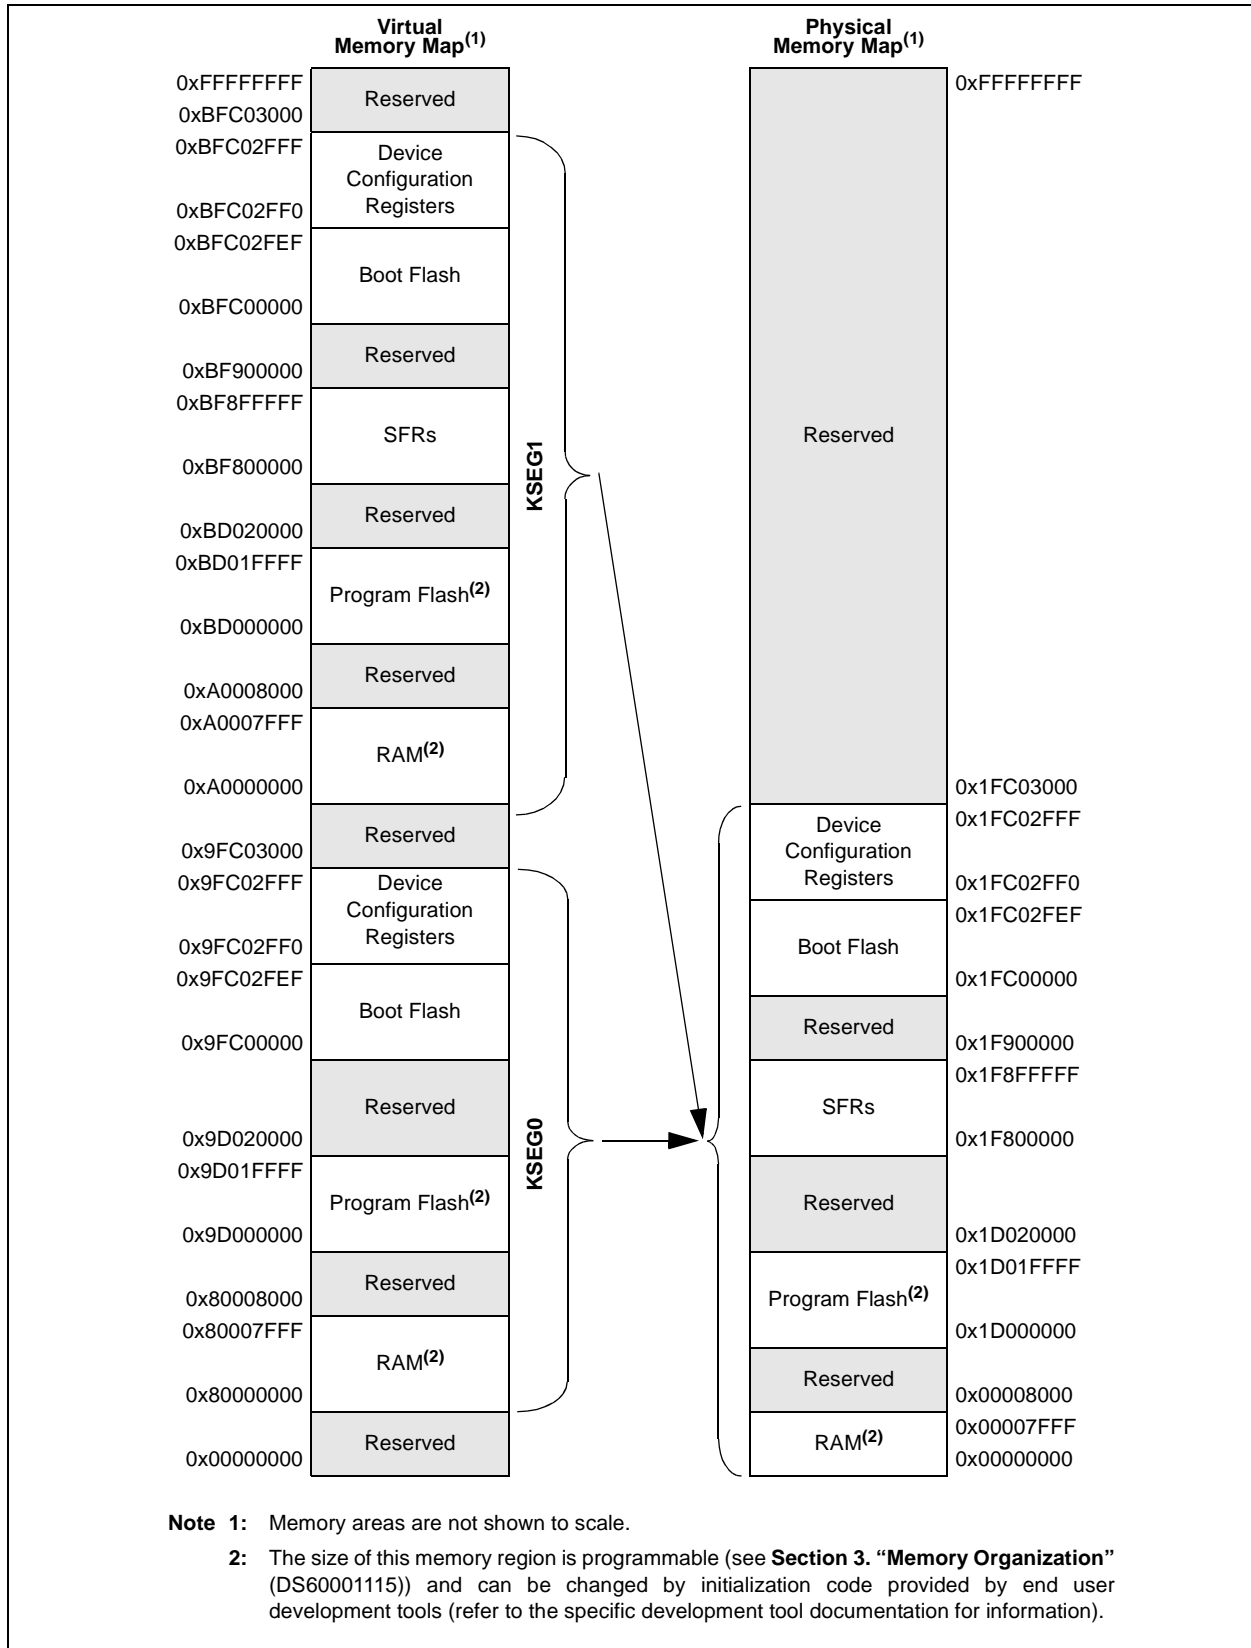 Virtual
Memory Map(1)
0xFFFFFFFF
Reserved
0xBFC03000
0xBFC02FFF
Device
Configuration
Registers
0xBFC02FF0
0xBFC02FEF
Boot Flash
0xBFC00000
Reserved
0xBF900000
0xBF8FFFFF
SFRs
0xBF800000
Reserved
0xBD020000
0xBD01FFFF
Program Flash(2)
0xBD000000
Reserved
0xA0008000
0xA0007FFF
RAM(2)
0xA0000000
Reserved
0x9FC03000
0x9FC02FFF
Device
Configuration
Registers
0x9FC02FF0
0x9FC02FEF
Boot Flash
0x9FC00000
Reserved
0x9D020000
0x9D01FFFF
Program Flash(2)
0x9D000000
Reserved
0x80008000
0x80007FFF
RAM(2)
0x80000000
Reserved
0x00000000
KSEG1
KSEG0
Physical
Memory Map(1)
0xFFFFFFFF
Reserved
0x1FC03000
0x1FC02FFF
Device
Configuration
Registers
0x1FC02FF0
0x1FC02FEF
Boot Flash
0x1FC00000
Reserved
0x1F900000
0x1F8FFFFF
SFRs
0x1F800000
Reserved
0x1D020000
0x1D01FFFF
Program Flash(2)
0x1D000000
Reserved
0x00008000
0x00007FFF
RAM(2)
0x00000000
Note 1: Memory areas are not shown to scale.
2: The size of this memory region is programmable (see Section 3. “Memory Organization”
(DS60001115)) and can be changed by initialization code provided by end user
development tools (refer to the specific development tool documentation for information).